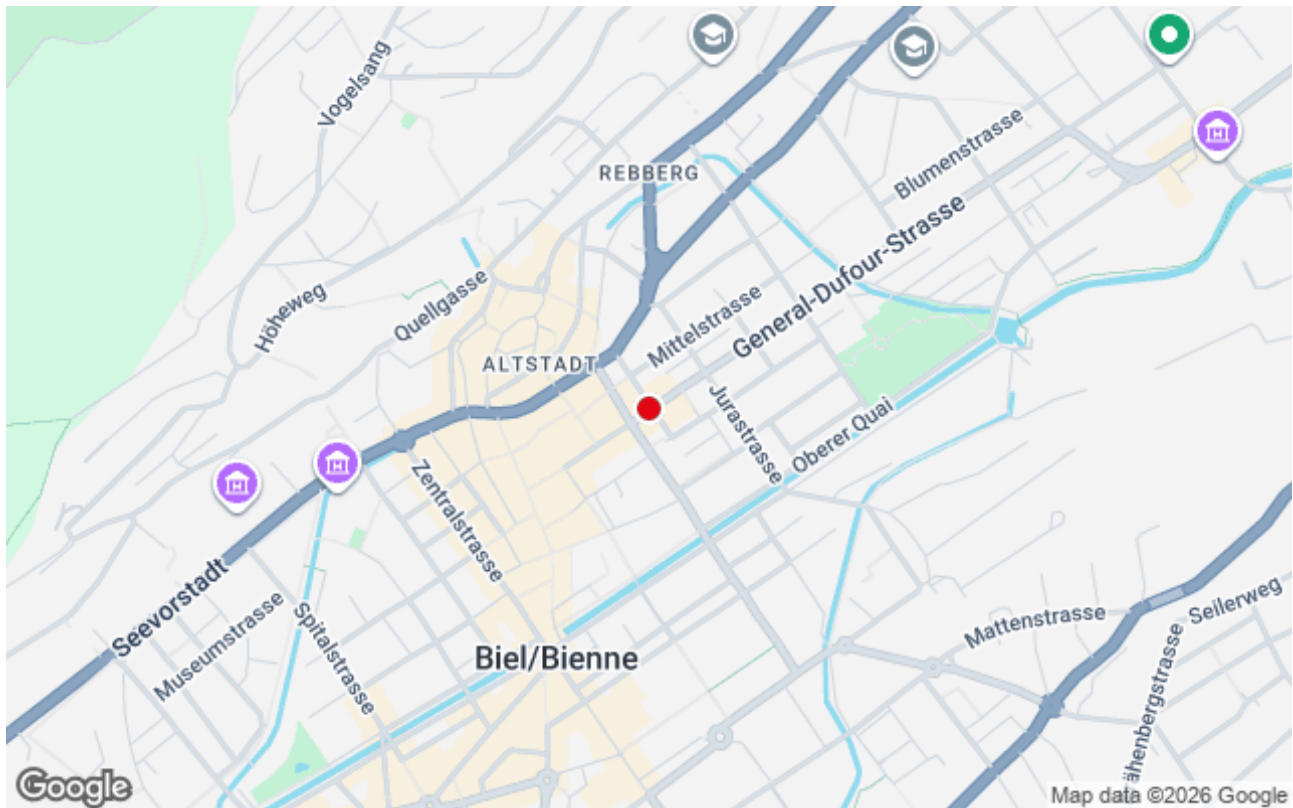 Vogelsang
REBBERG
Blumenstrasse
General-Dufour-Strasse
Höheweg
Quellgasse
Mittelstrasse
ALTSTADT
Jurastrasse
Oberer Quai
Zentralstrasse
Seevorstadt
Museumstrasse
Spitalstrasse
Biel/Bienne
Mattenstrasse
Seilerweg
ähenbergstrasse
Google
Map data ©2026 Google